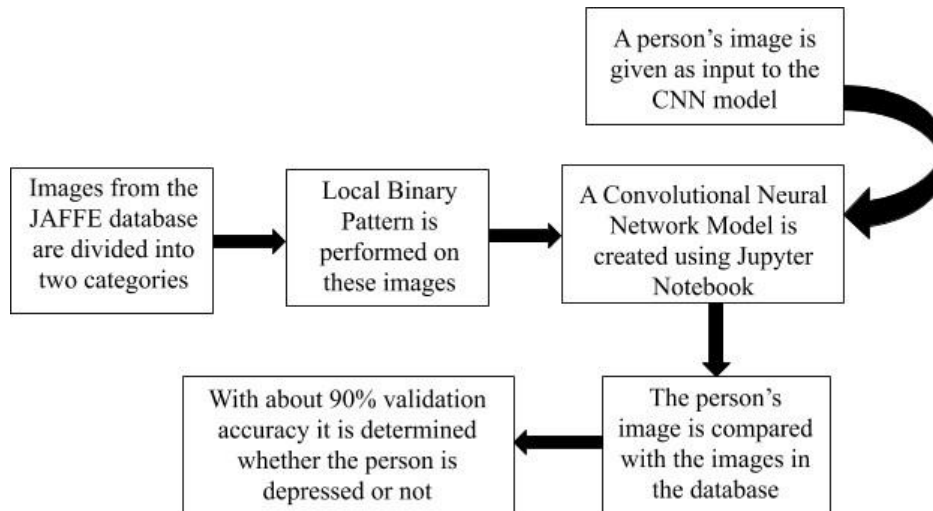 A person's image is
given as input to the
CNN model
Images from the
JAFFE database
are divided into
two categories
Local Binary
Pattern is
performed on
these images
A Convolutional Neural
Network Model is
created using Jupyter
Notebook
The person's
image is compared
with the images in
the database
With about 90% validation
accuracy it is determined
whether the person is
depressed or not